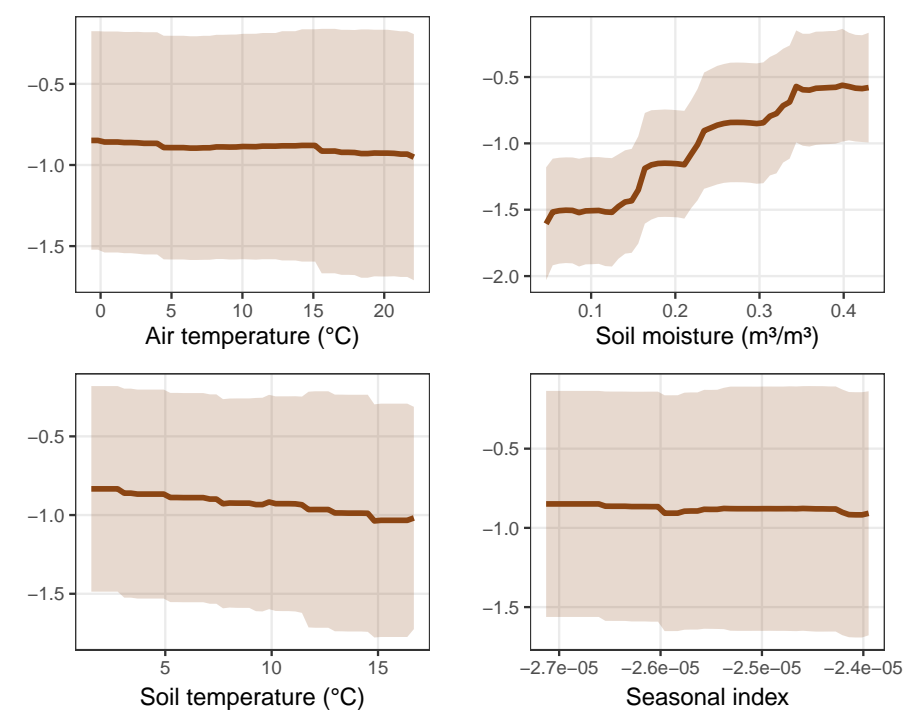 −0.5
−1.0
−1.5
0 5 10 15 20
Air temperature (°C)
−0.5
−1.0
−1.5
−2.0
0.1 0.2 0.3 0.4
Soil moisture (m³/m³)
−0.5
−1.0
−1.5
5 10 15
Soil temperature (°C)
−0.5
−1.0
−1.5
−2.7e−05 −2.6e−05 −2.5e−05 −2.4e−05
Seasonal index